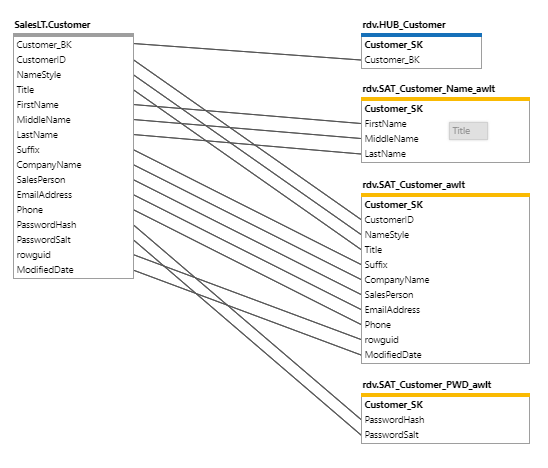 SalesLT.Customer
Customer_BK
CustomerID
NameStyle
Title
FirstName
MiddleName
LastName
Suffix
CompanyName
SalesPerson
EmailAddress
Phone
PasswordHash
PasswordSalt
rowguid
ModifiedDate
rdv.HUB_Customer
Customer_SK
Customer_BK
rdv.SAT_Customer_Name_awlt
Customer_SK
FirstName
MiddleName
LastName
Title
rdv.SAT_Customer_awlt
Customer_SK
CustomerID
NameStyle
Title
Suffix
CompanyName
SalesPerson
EmailAddress
Phone
rowguid
ModifiedDate
rdv.SAT_Customer_PWD_awlt
Customer_SK
PasswordHash
PasswordSalt